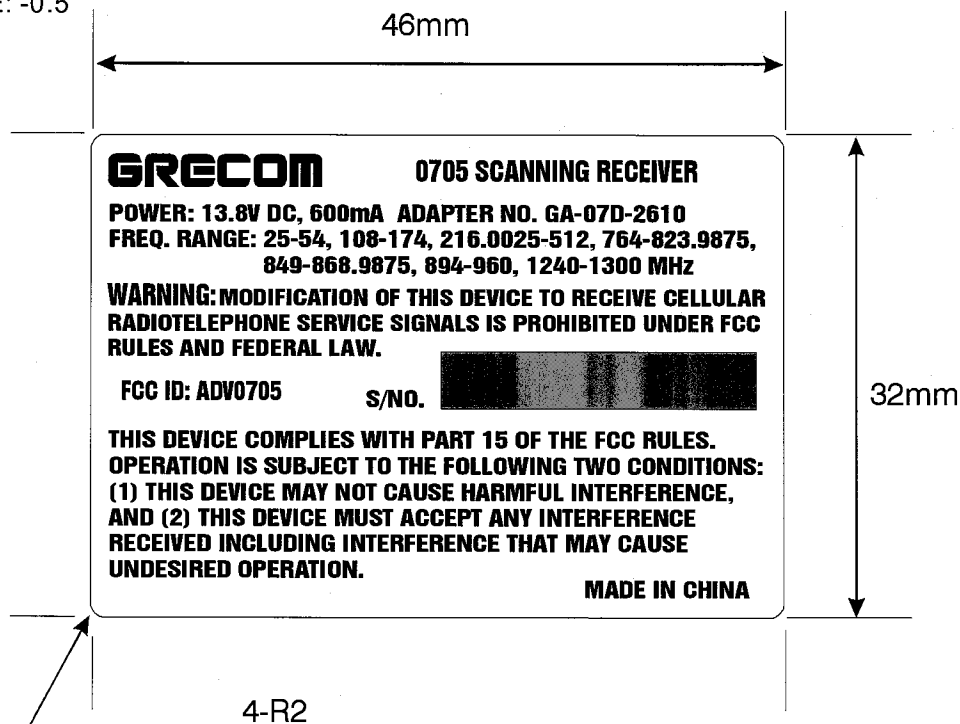 46mm
GRECOM 0705 SCANNING RECEIVER
POWER: 13.8V DC, 600mA ADAPTER NO. GA-07D-2610
FREQ. RANGE: 25-54, 108-174, 216.0025-512, 764-823.9875,
849-868.9875, 894-960, 1240-1300 MHz
WARNING: MODIFICATION OF THIS DEVICE TO RECEIVE CELLULAR
RADIOTELEPHONE SERVICE SIGNALS IS PROHIBITED UNDER FCC
RULES AND FEDERAL LAW.
FCC ID: ADV0705 S/NO.
32mm
THIS DEVICE COMPLIES WITH PART 15 OF THE FCC RULES.
OPERATION IS SUBJECT TO THE FOLLOWING TWO CONDITIONS:
(1) THIS DEVICE MAY NOT CAUSE HARMFUL INTERFERENCE,
AND (2) THIS DEVICE MUST ACCEPT ANY INTERFERENCE
RECEIVED INCLUDING INTERFERENCE THAT MAY CAUSE
UNDESIRED OPERATION.
MADE IN CHINA
4-R2